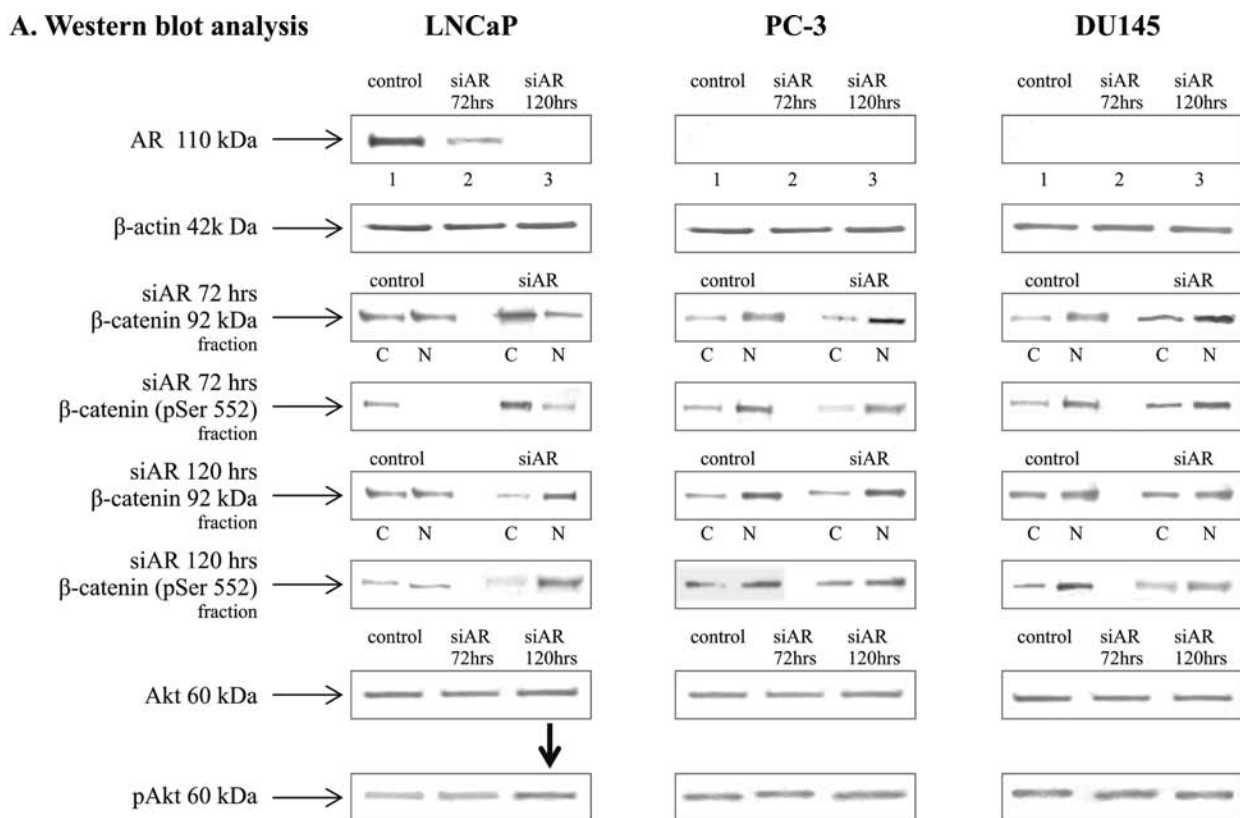 A. Western blot analysis LNCaP PC-3 DU145
control siAR 72hrs siAR 120hrs control siAR 72hrs siAR 120hrs control siAR 72hrs siAR 120hrs
AR 110 kDa
1 2 3 1 2 3 1 2 3
β-actin 42k Da
control siAR control siAR control siAR
siAR 72 hrs
β-catenin 92 kDa
fraction
C N C N C N C N C N C N
siAR 72 hrs
β-catenin (pSer 552)
fraction
control siAR control siAR control siAR
siAR 120 hrs
β-catenin 92 kDa
fraction
C N C N C N C N C N C N
siAR 120 hrs
β-catenin (pSer 552)
fraction
control siAR 72hrs siAR 120hrs control siAR 72hrs siAR 120hrs control siAR 72hrs siAR 120hrs
Akt 60 kDa
pAkt 60 kDa